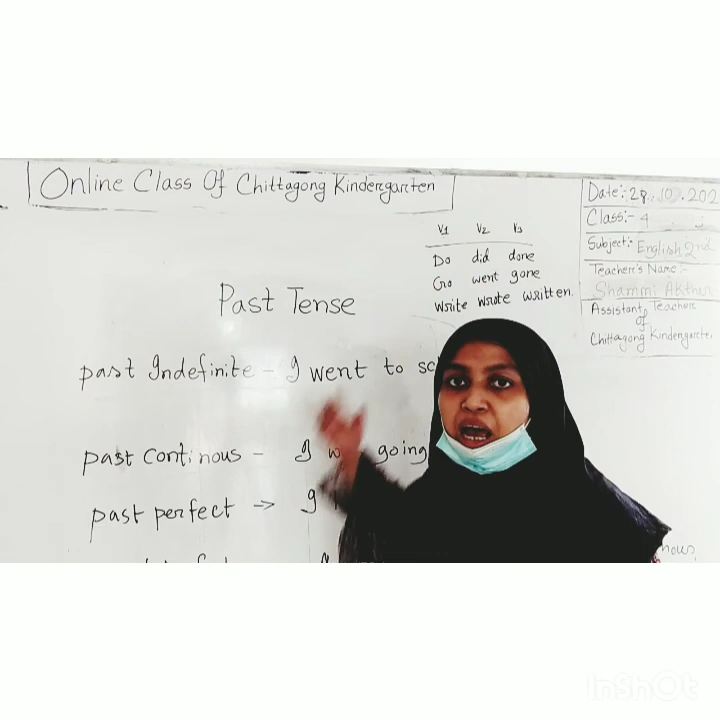 Online Class Of Chittagong Kindergarten
Date:- 28.10.202
Class:- 4
Subject:- English 2nd
Teacher's Name:-
Shammi Akther
Assistant Teacher
of
Chittagong Kindergarten
V1 V2 V3
Do did done
Go went gone
Write wrote written.
Past Tense
past Indefinite - I went to sc
past continous - I w going
past perfect → I
InShOt